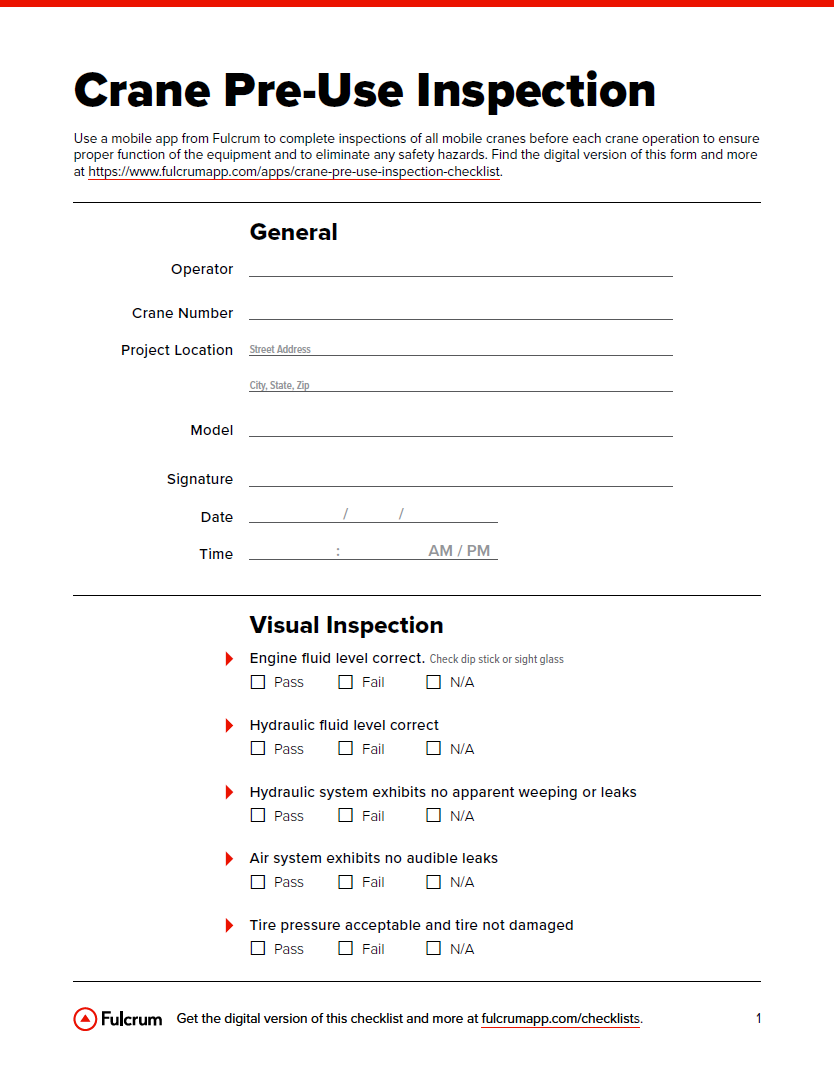 Crane Pre-Use Inspection
Use a mobile app from Fulcrum to complete inspections of all mobile cranes before each crane operation to ensure
proper function of the equipment and to eliminate any safety hazards. Find the digital version of this form and more
at https://www.fulcrumapp.com/apps/crane-pre-use-inspection-checklist.
General
Operator
Crane Number
Project Location Street Address
City, State, Zip
Model
Signature
Date / /
Time : AM / PM
Visual Inspection
Engine fluid level correct. Check dip stick or sight glass
Pass Fail N/A
Hydraulic fluid level correct
Pass Fail N/A
Hydraulic system exhibits no apparent weeping or leaks
Pass Fail N/A
Air system exhibits no audible leaks
Pass Fail N/A
Tire pressure acceptable and tire not damaged
Pass Fail N/A
Fulcrum Get the digital version of this checklist and more at fulcrumapp.com/checklists. 1